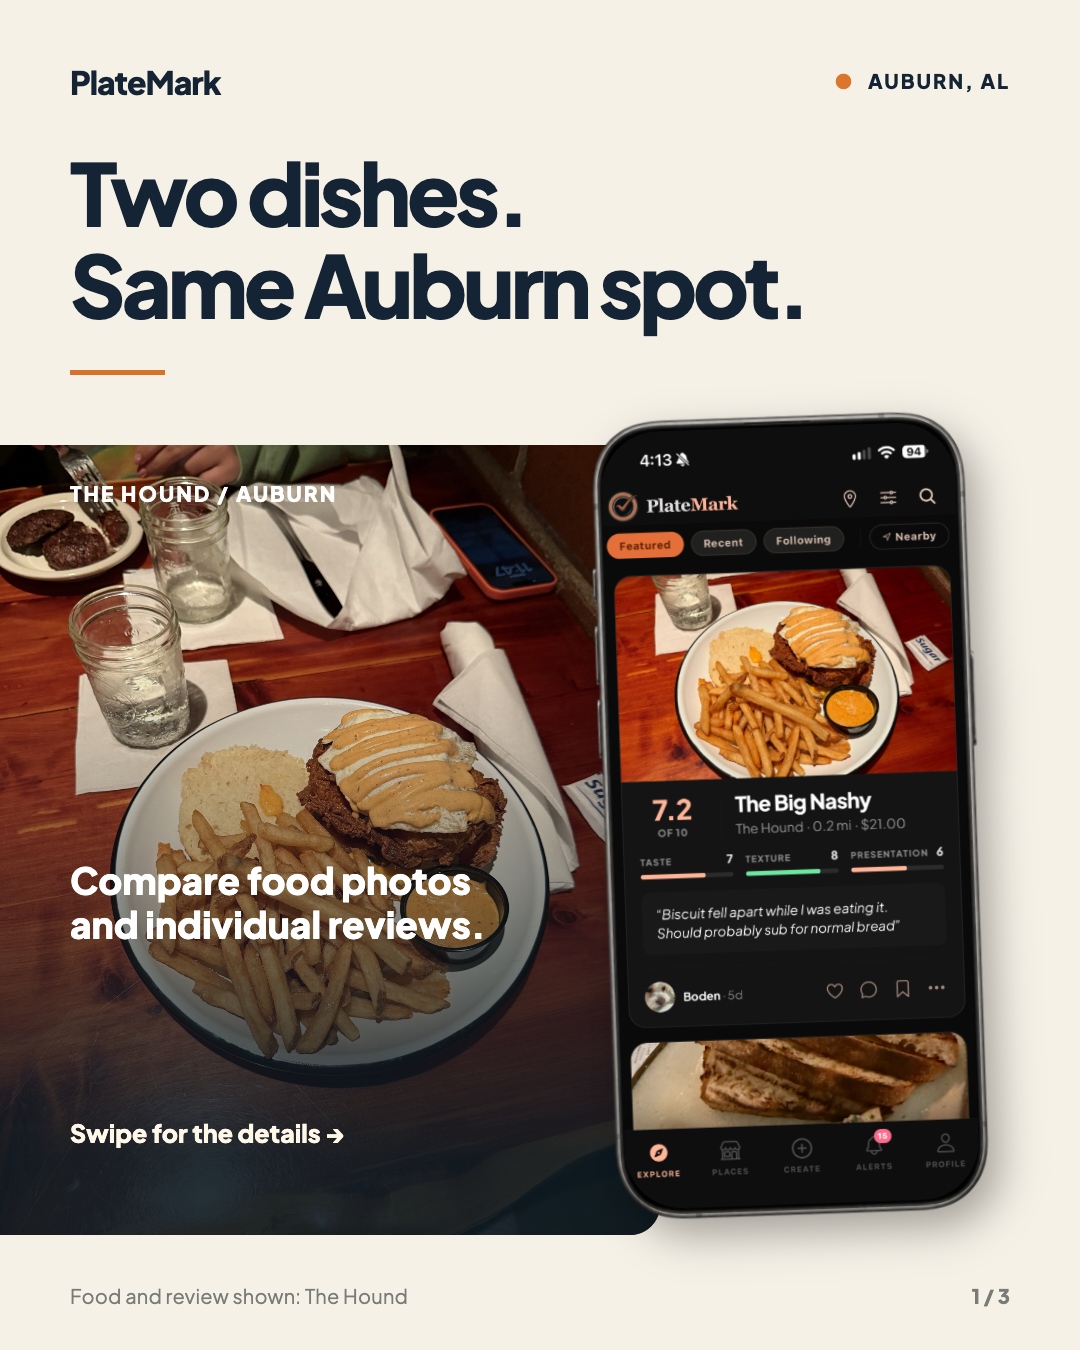 PlateMark
AUBURN, AL
Two dishes.
Same Auburn spot.
THE HOUND / AUBURN
Compare food photos
and individual reviews.
Swipe for the details →
4:13
94
PlateMark
Featured
Recent
Following
Nearby
Sugar
7.2
OF 10
The Big Nashy
The Hound · 0.2 mi · $21.00
TASTE 7
TEXTURE 8
PRESENTATION 6
“Biscuit fell apart while I was eating it.
Should probably sub for normal bread”
Boden · 5d
EXPLORE
PLACES
CREATE
15
ALERTS
PROFILE
Food and review shown: The Hound
1 / 3